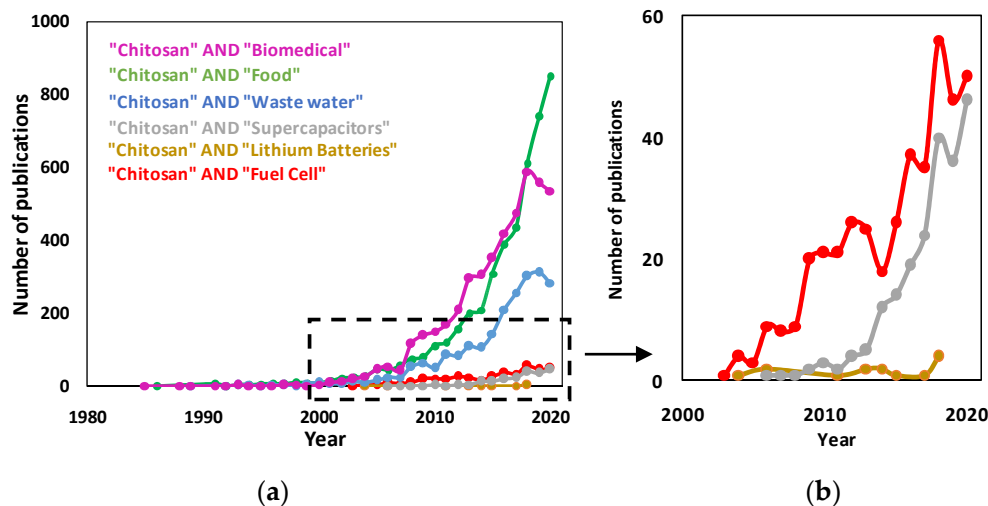 1000
800
600
400
200
0
Number of publications
"Chitosan" AND "Biomedical"
"Chitosan" AND "Food"
"Chitosan" AND "Waste water"
"Chitosan" AND "Supercapacitors"
"Chitosan" AND "Lithium Batteries"
"Chitosan" AND "Fuel Cell"
1980 1990 2000 2010 2020
Year
(a)
60
40
20
0
Number of publications
2000 2010 2020
Year
(b)